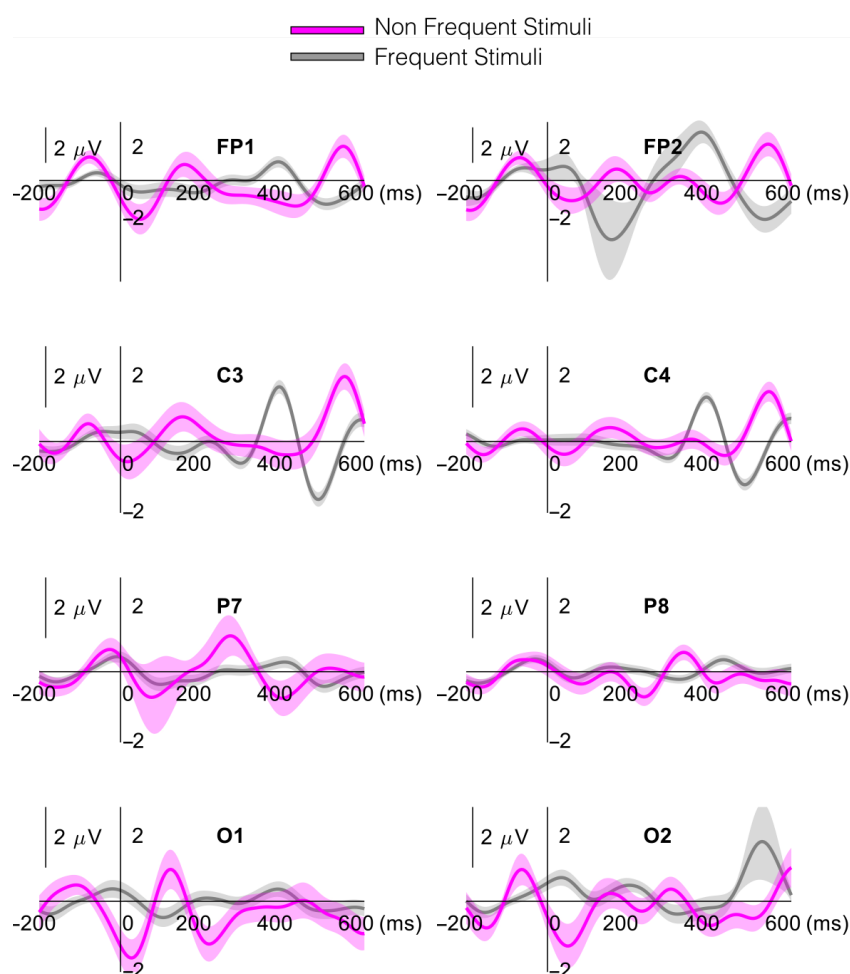 Non Frequent Stimuli
Frequent Stimuli
2 μV 2 FP1
-200 200 400 600 (ms)
–2
2 μV 2 FP2
-200 0 200 400 600 (ms)
–2
2 μV 2 C3
-200 0 200 400 600 (ms)
–2
2 μV 2 C4
-200 0 200 400 600 (ms)
–2
2 μV 2 P7
-200 0 200 400 600 (ms)
–2
2 μV 2 P8
-200 0 200 400 600 (ms)
–2
2 μV 2 O1
-200 0 200 400 600 (ms)
–2
2 μV 2 O2
-200 0 200 400 600 (ms)
–2